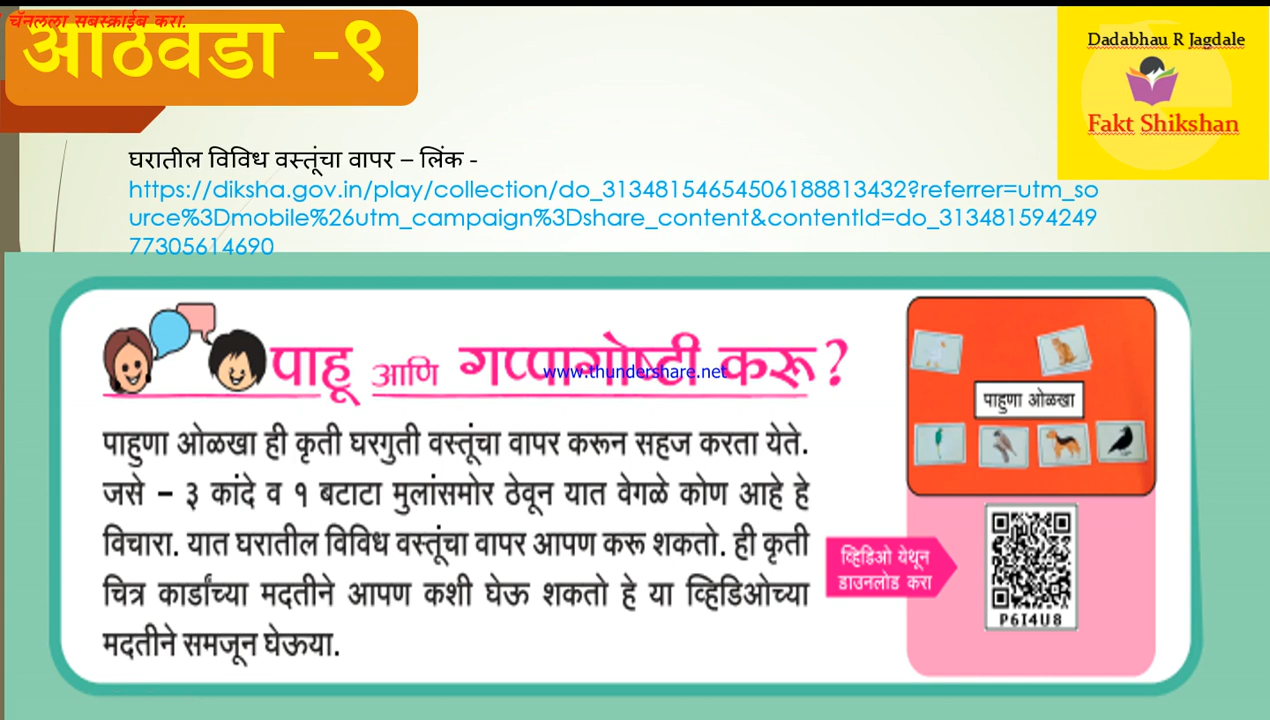 चॅनलला सबस्क्राईब करा.
आठवडा -९
Dadabhau R Jagdale
Fakt Shikshan
घरातील विविध वस्तूंचा वापर – लिंक -
https://diksha.gov.in/play/collection/do_31348154654506188813432?referrer=utm_so
urce%3Dmobile%26utm_campaign%3Dshare_content&contentId=do_313481594249
77305614690
पाहू आणि गप्पागोष्टी करू?
www.thundershare.net
पाहुणा ओळखा
पाहुणा ओळखा ही कृती घरगुती वस्तूंचा वापर करून सहज करता येते.
जसे – ३ कांदे व १ बटाटा मुलांसमोर ठेवून यात वेगळे कोण आहे हे
विचारा. यात घरातील विविध वस्तूंचा वापर आपण करू शकतो. ही कृती
चित्र कार्डांच्या मदतीने आपण कशी घेऊ शकतो हे या व्हिडिओच्या
मदतीने समजून घेऊया.
व्हिडिओ येथून
डाउनलोड करा
P6I4U8